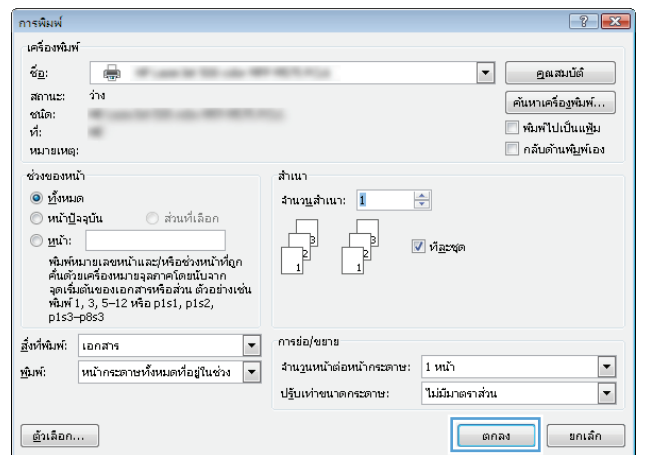 การพิมพ์
เครื่องพิมพ์
ชื่อ:
คุณสมบัติ
สถานะ: ว่าง
ค้นหาเครื่องพิมพ์...
ชนิด:
ที่:
พิมพ์ไปเป็นแฟ้ม
หมายเหตุ:
กลับด้านพิมพ์เอง
ช่วงของหน้า
ทั้งหมด
หน้าปัจจุบัน
ส่วนที่เลือก
หน้า:
พิมพ์หมายเลขหน้าและ/หรือช่วงหน้าที่ถูก
คั่นด้วยเครื่องหมายจุลภาคโดยนับจาก
จุดเริ่มต้นของเอกสารหรือส่วน ตัวอย่างเช่น
พิมพ์ 1, 3, 5–12 หรือ p1s1, p1s2,
p1s3–p8s3
สำเนา
จำนวนสำเนา: 1
1 2 3
1 2 3
ทีละชุด
สิ่งที่พิมพ์: เอกสาร
พิมพ์: หน้ากระดาษทั้งหมดที่อยู่ในช่วง
การย่อ/ขยาย
จำนวนหน้าต่อหน้ากระดาษ: 1 หน้า
ปรับเท่าขนาดกระดาษ: ไม่มีมาตราส่วน
ตัวเลือก...
ตกลง
ยกเลิก